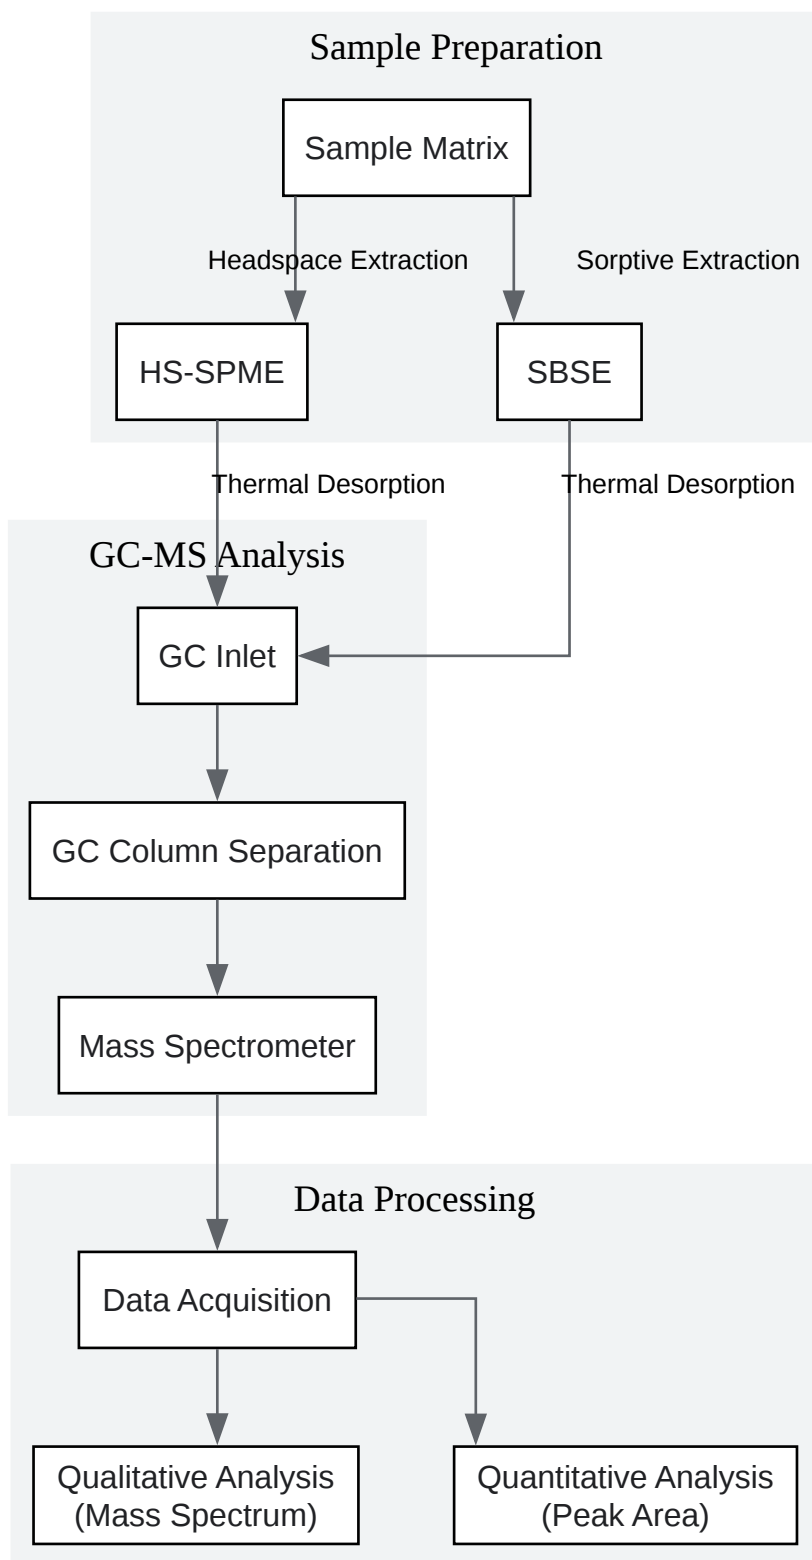 Sample Preparation
Sample Matrix
Headspace Extraction
Sorptive Extraction
HS-SPME
SBSE
Thermal Desorption
Thermal Desorption
GC-MS Analysis
GC Inlet
GC Column Separation
Mass Spectrometer
Data Processing
Data Acquisition
Qualitative Analysis
(Mass Spectrum)
Quantitative Analysis
(Peak Area)